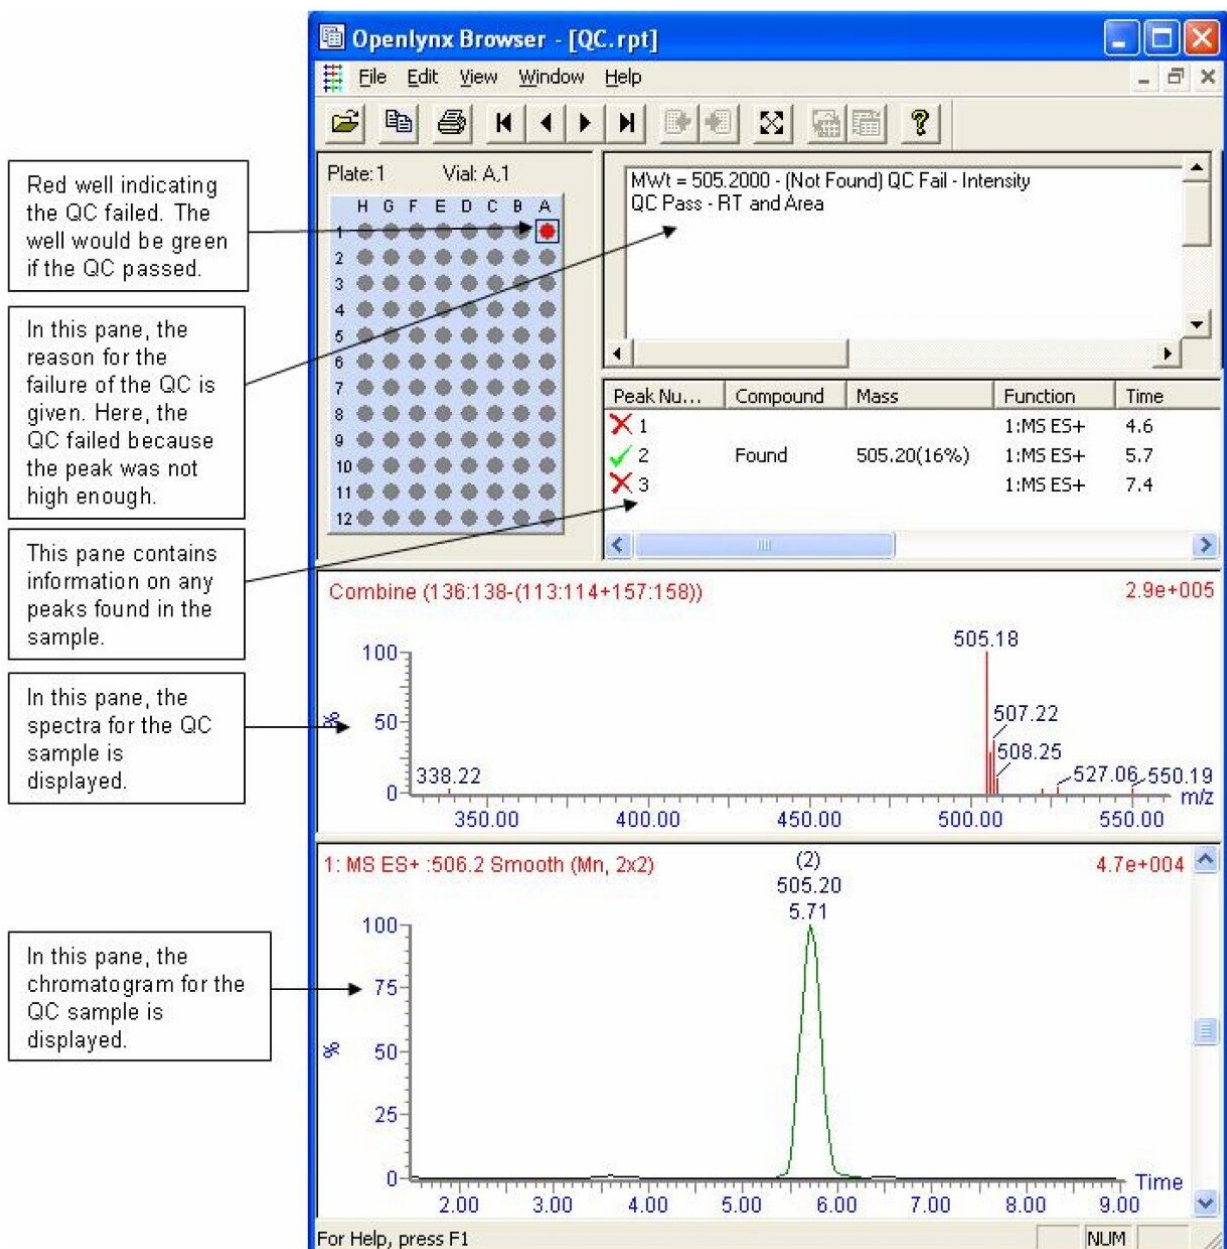 Openlynx Browser - [QC.rpt]
File Edit View Window Help
Red well indicating
the QC failed. The
well would be green
if the QC passed.
In this pane, the
reason for the
failure of the QC is
given. Here, the
QC failed because
the peak was not
high enough.
This pane contains
information on any
peaks found in the
sample.
In this pane, the
spectra for the QC
sample is
displayed.
In this pane, the
chromatogram for the
QC sample is
displayed.
Plate:1 Vial: A,1
H G F E D C B A
1
2
3
4
5
6
7
8
9
10
11
12
MWt = 505.2000 - (Not Found) QC Fail - Intensity
QC Pass - RT and Area
Peak Nu... Compound Mass Function Time
1 1:MS ES+ 4.6
2 Found 505.20(16%) 1:MS ES+ 5.7
3 1:MS ES+ 7.4
Combine (136:138-(113:114+157:158)) 2.9e+005
505.18
100
507.22
% 50
508.25
338.22 527.06 550.19
0 m/z
350.00 400.00 450.00 500.00 550.00
1: MS ES+ :506.2 Smooth (Mn, 2x2) (2) 4.7e+004
505.20
5.71
100
75
% 50
25
0 Time
2.00 3.00 4.00 5.00 6.00 7.00 8.00 9.00
For Help, press F1 NUM